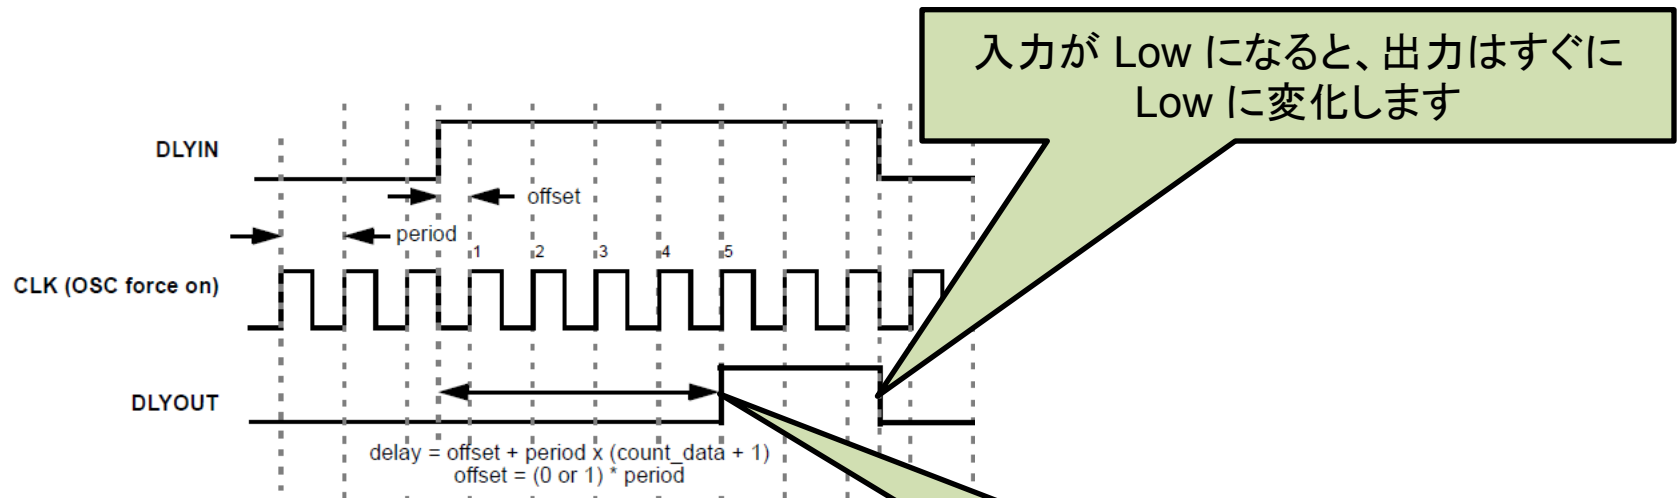 入力が Low になると、出力はすぐに
Low に変化します
DLYIN
offset
period
1 2 3 4 5
CLK (OSC force on)
DLYOUT
delay = offset + period x (count_data + 1)
offset = (0 or 1) * period